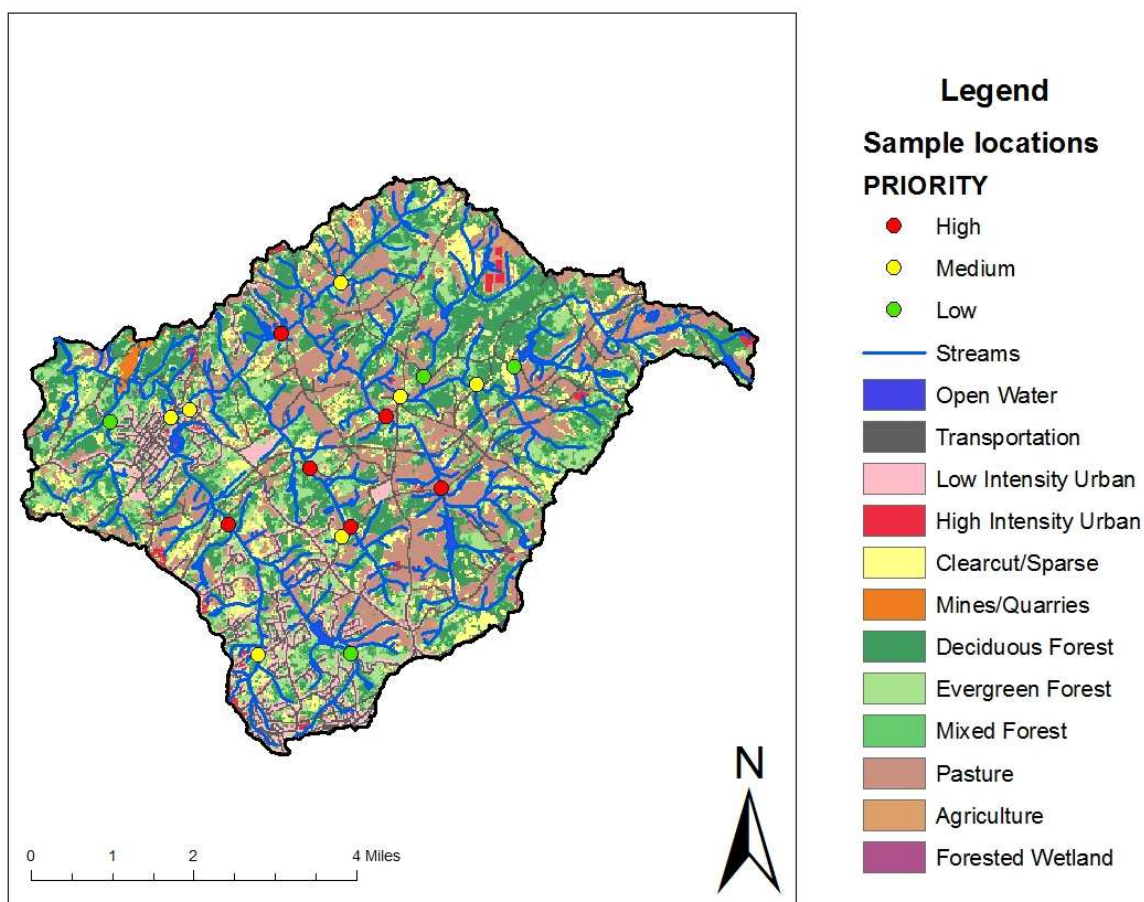 Legend
Sample locations
PRIORITY
High
Medium
Low
Streams
Open Water
Transportation
Low Intensity Urban
High Intensity Urban
Clearcut/Sparse
Mines/Quarries
Deciduous Forest
Evergreen Forest
Mixed Forest
Pasture
Agriculture
Forested Wetland
N
0 1 2 4 Miles